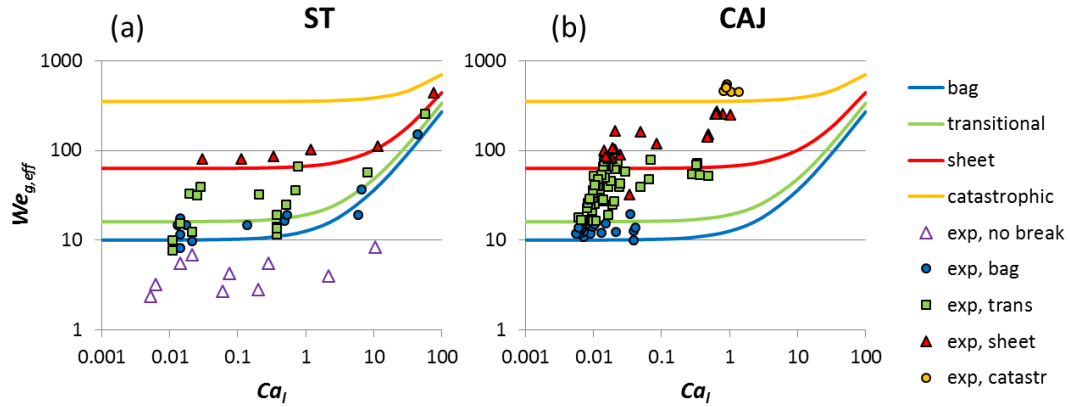 ST
CAJ
(a)
(b)
We_g,eff
1000
100
10
1
0.001 0.01 0.1 1 10 100
Ca_l
1000
100
10
1
0.001 0.01 0.1 1 10 100
Ca_l
bag
transitional
sheet
catastrophic
exp, no break
exp, bag
exp, trans
exp, sheet
exp, catastr